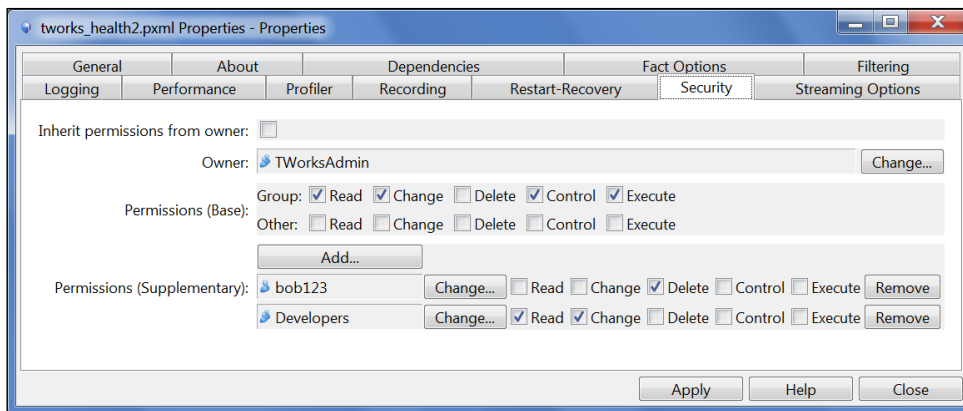 tworks_health2.pxml Properties - Properties
General About Dependencies Fact Options Filtering
Logging Performance Profiler Recording Restart-Recovery Security Streaming Options
Inherit permissions from owner:
Owner: TWorksAdmin Change...
Permissions (Base):
Group: Read Change Delete Control Execute
Other: Read Change Delete Control Execute
Add...
Permissions (Supplementary): bob123 Change... Read Change Delete Control Execute Remove
Developers Change... Read Change Delete Control Execute Remove
Apply Help Close